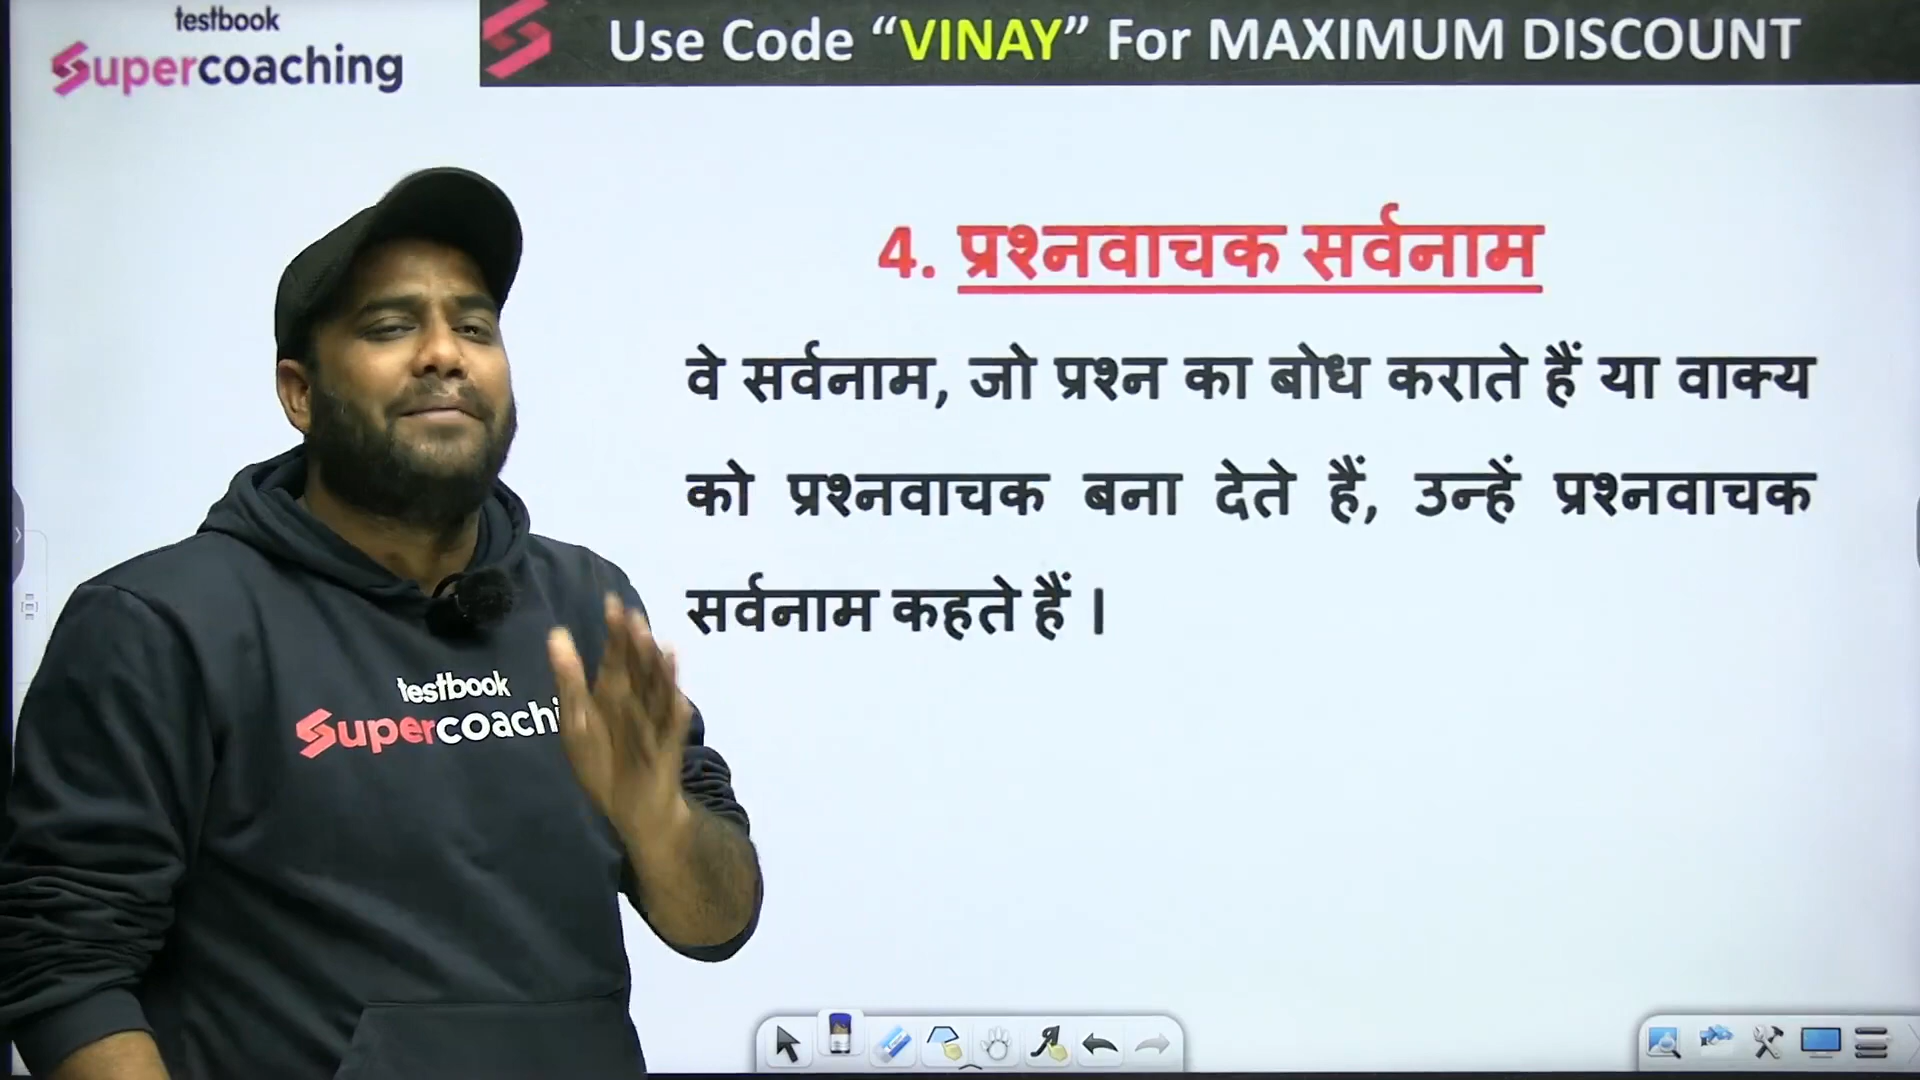 testbook
Supercoaching
Use Code “VINAY” For MAXIMUM DISCOUNT
4. प्रश्नवाचक सर्वनाम
वे सर्वनाम, जो प्रश्न का बोध कराते हैं या वाक्य
को प्रश्नवाचक बना देते हैं, उन्हें प्रश्नवाचक
सर्वनाम कहते हैं ।
testbook
Supercoachi